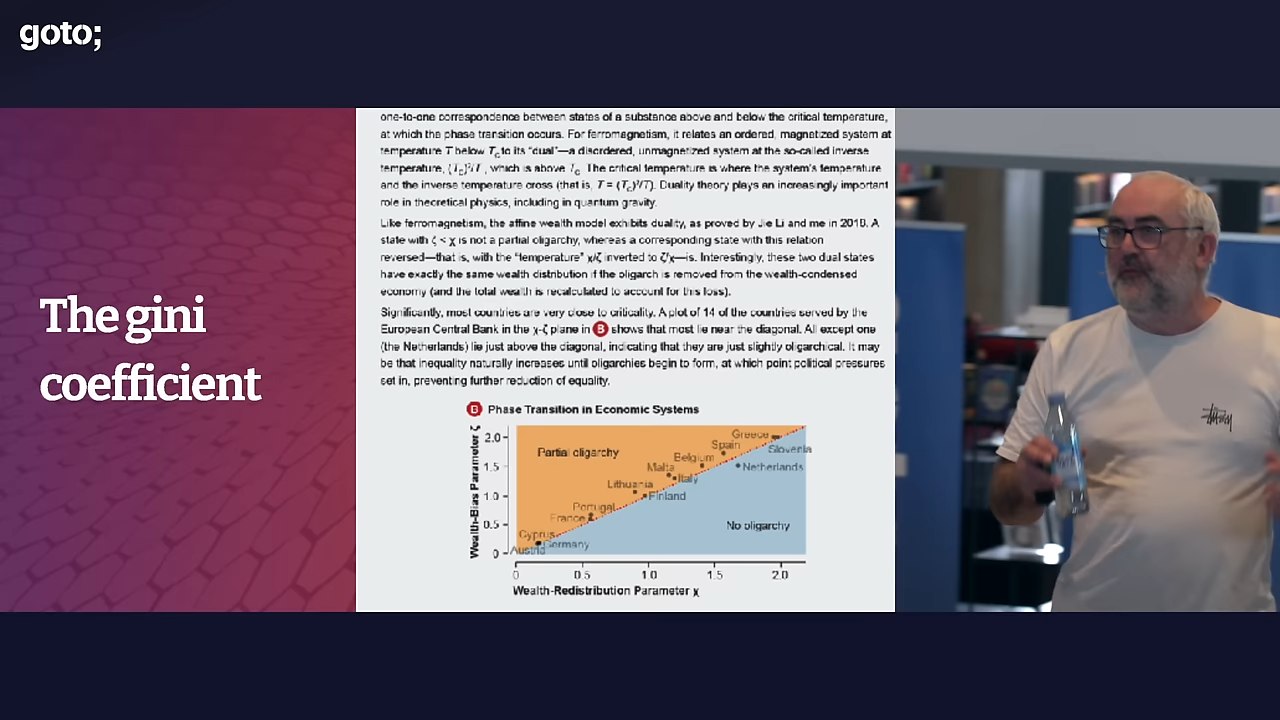 goto;
The gini
coefficient
one-to-one correspondence between states of a substance above and below the critical temperature,
at which the phase transition occurs. For ferromagnetism, it relates an ordered, magnetized system at
temperature T below Tc to its "dual"—a disordered, unmagnetized system at the so-called inverse
temperature, (Tc)²/T, which is above Tc. The critical temperature is where the system's temperature
and the inverse temperature cross (that is, T = (Tc)²/T). Duality theory plays an increasingly important
role in theoretical physics, including in quantum gravity.
Like ferromagnetism, the affine wealth model exhibits duality, as proved by Jie Li and me in 2018. A
state with ζ < χ is not a partial oligarchy, whereas a corresponding state with this relation
reversed—that is, with the "temperature" χ/ζ inverted to ζ/χ—is. Interestingly, these two dual states
have exactly the same wealth distribution if the oligarch is removed from the wealth-condensed
economy (and the total wealth is recalculated to account for this loss).
Significantly, most countries are very close to criticality. A plot of 14 of the countries served by the
European Central Bank in the χ-ζ plane in B shows that most lie near the diagonal. All except one
(the Netherlands) lie just above the diagonal, indicating that they are just slightly oligarchical. It may
be that inequality naturally increases until oligarchies begin to form, at which point political pressures
set in, preventing further reduction of equality.
B Phase Transition in Economic Systems
Wealth-Bias Parameter ζ
2.0
1.5
1.0
0.5
0
Partial oligarchy
Greece
Slovenia
Spain
Belgium
Netherlands
Malta
Italy
Lithuania
Finland
Portugal
France
No oligarchy
Cyprus
Germany
Austria
0 0.5 1.0 1.5 2.0
Wealth-Redistribution Parameter χ